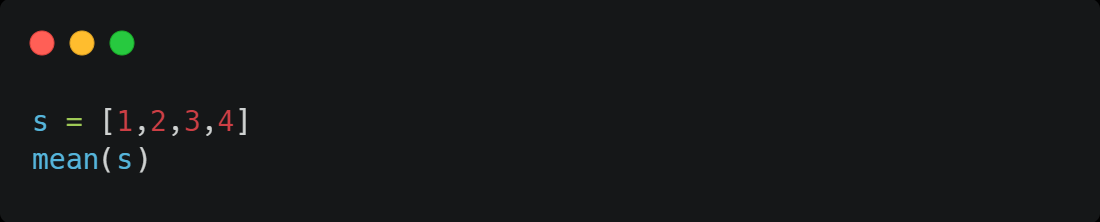 s = [1,2,3,4]
mean(s)